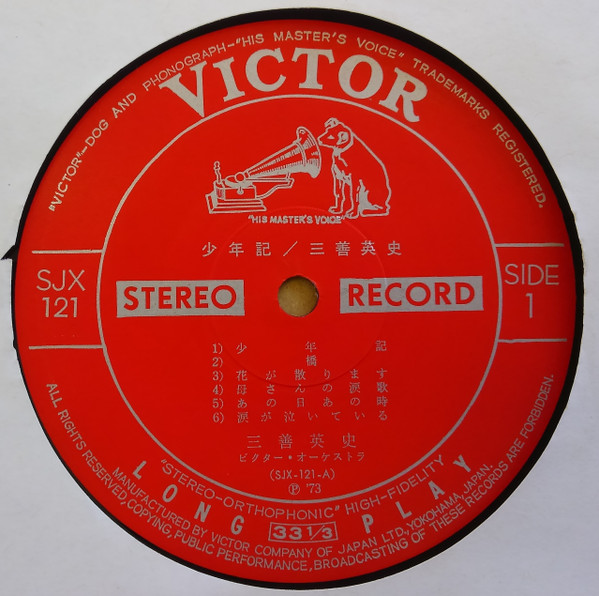 "VICTOR"—DOG AND PHONOGRAPH—"HIS MASTER'S VOICE" TRADEMARKS REGISTERED.
VICTOR
"HIS MASTER'S VOICE"
少年記／三善英史
SJX
121
STEREO
RECORD
SIDE
1
1) 少年記
2) 橋
3) 花が散ります
4) 母さんの涙歌
5) あの日あの時
6) 涙が泣いている
三善英史
ビクター・オーケストラ
(SJX-121-A)
Ⓟ '73
"STEREO-ORTHOPHONIC" HIGH-FIDELITY
LONG PLAY
33 1/3
MANUFACTURED BY VICTOR COMPANY OF JAPAN LTD, YOKOHAMA, JAPAN.
ALL RIGHTS RESERVED, COPYING, PUBLIC PERFORMANCE, BROADCASTING OF THESE RECORDS ARE FORBIDDEN.